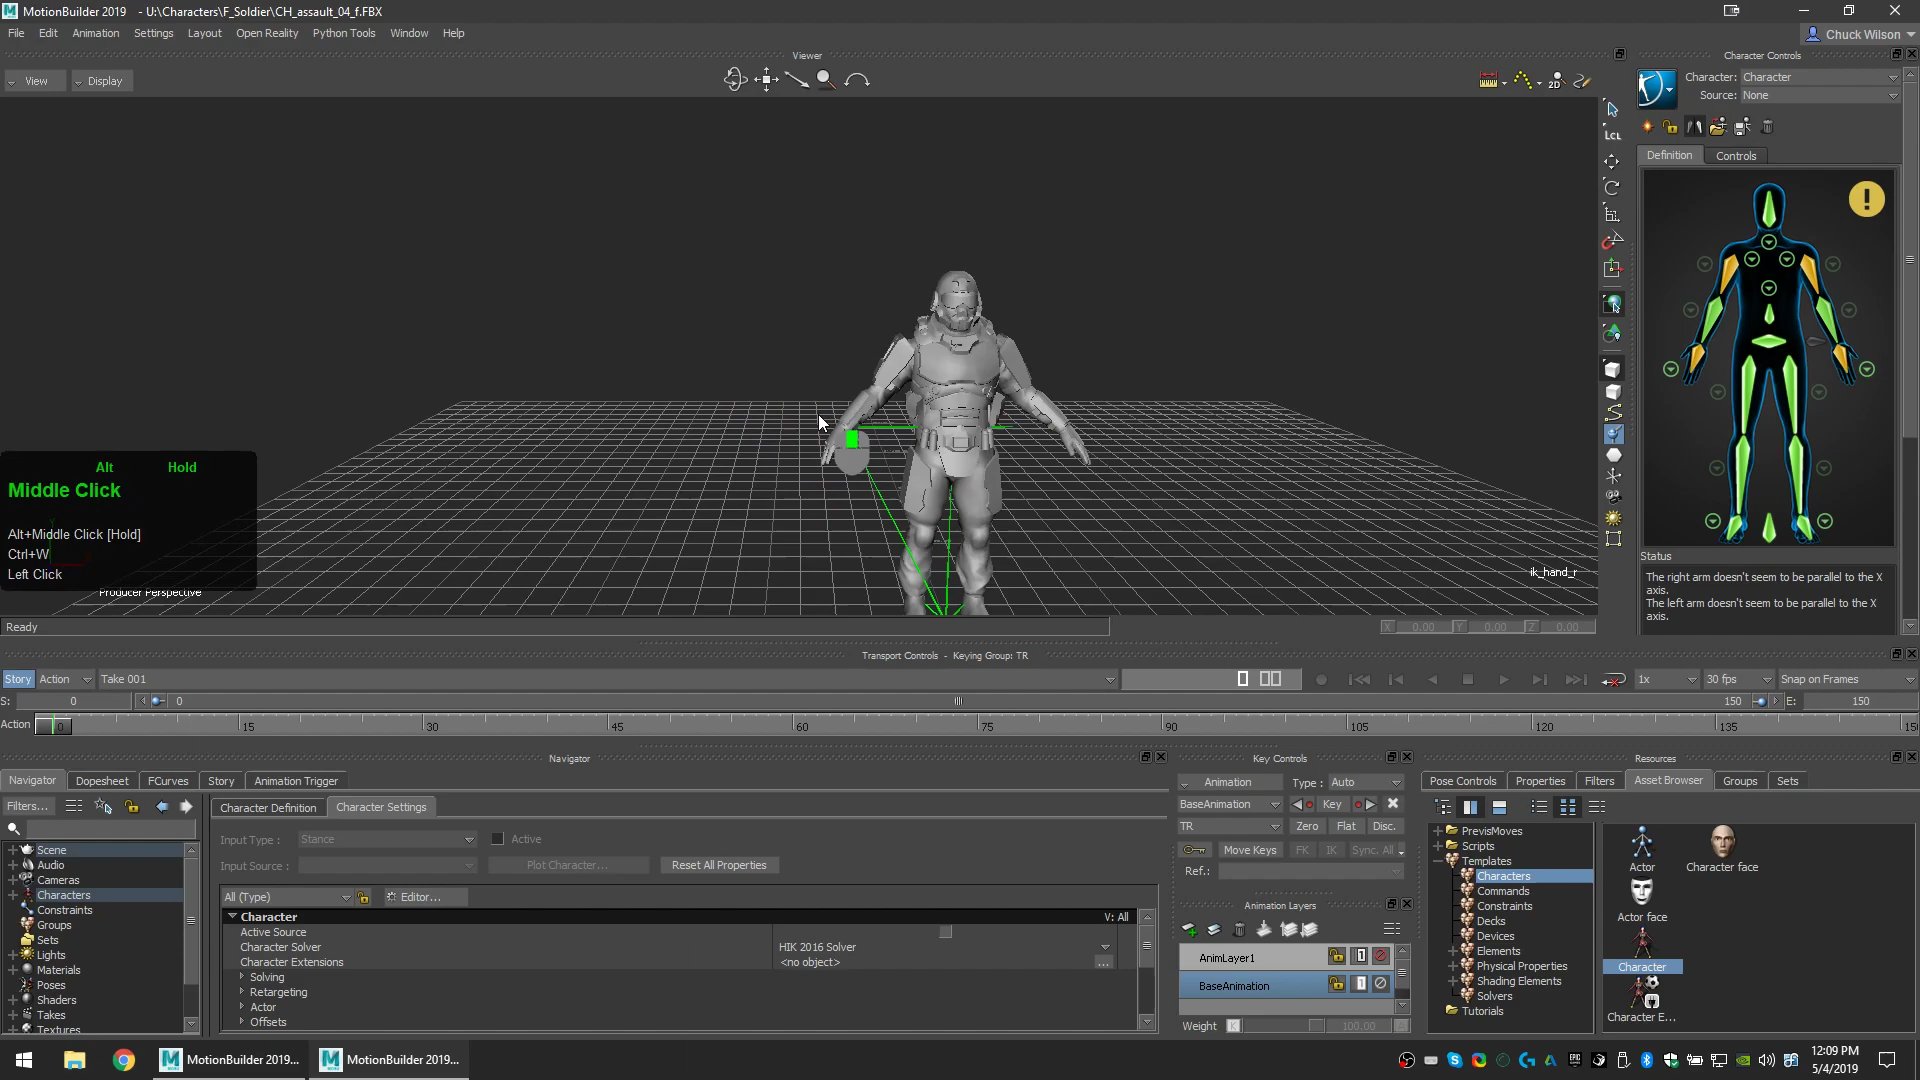 MotionBuilder 2019   - U:\Characters\F_Soldier\CH_assault_04_f.FBX
File Edit Animation Settings Layout Open Reality Python Tools Window Help
Chuck Wilson
Viewer
Character Controls
View Display
2D
Character: Character
Source: None
LCL
Definition Controls
!
Alt Hold
Middle Click
Alt+Middle Click [Hold]
Ctrl+W
Left Click
Producer Perspective
ik_hand_r
Status
The right arm doesn't seem to be parallel to the X
axis.
The left arm doesn't seem to be parallel to the X
axis.
Ready
X 0.00 Y 0.00 Z 0.00
Transport Controls - Keying Group: TR
Story Action Take 001
1x 30 fps Snap on Frames
S: 0 0 150 E: 150
Action 0 15 30 45 60 75 90 105 120 135 15
Navigator
Key Controls
Resources
Navigator Dopesheet FCurves Story Animation Trigger
Filters...
Scene
Audio
Cameras
Characters
Constraints
Groups
Sets
Lights
Materials
Poses
Shaders
Takes
Textures
Character Definition Character Settings
Input Type : Stance Active
Input Source : Plot Character... Reset All Properties
All (Type) Editor...
Character V: All
Active Source
Character Solver HIK 2016 Solver
Character Extensions <no object> ...
Solving
Retargeting
Actor
Offsets
Animation Type : Auto
BaseAnimation Key
TR Zero Flat Disc.
Move Keys FK IK Sync. All
Ref.:
Animation Layers
AnimLayer1 1
BaseAnimation 1
Weight K 100.00 A
Pose Controls Properties Filters Asset Browser Groups Sets
PrevisMoves
Scripts
Templates
Characters
Commands
Constraints
Decks
Devices
Elements
Physical Properties
Shading Elements
Solvers
Tutorials
Actor
Character face
Actor face
Character
Character E...
MotionBuilder 2019... MotionBuilder 2019...
12:09 PM
5/4/2019